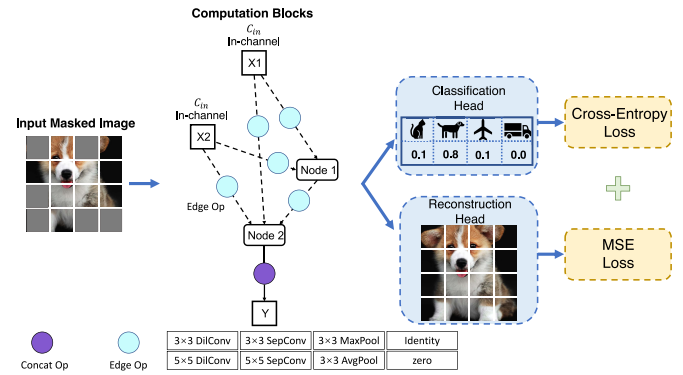 Computation Blocks
C_in
In-channel
X1
C_in
In-channel
X2
Input Masked Image
Edge Op
Node 1
Node 2
Y
Classification
Head
0.1 0.8 0.1 0.0
Cross-Entropy
Loss
Reconstruction
Head
MSE
Loss
Concat Op
Edge Op
3×3 DilConv 3×3 SepConv 3×3 MaxPool Identity
5×5 DilConv 5×5 SepConv 3×3 AvgPool zero